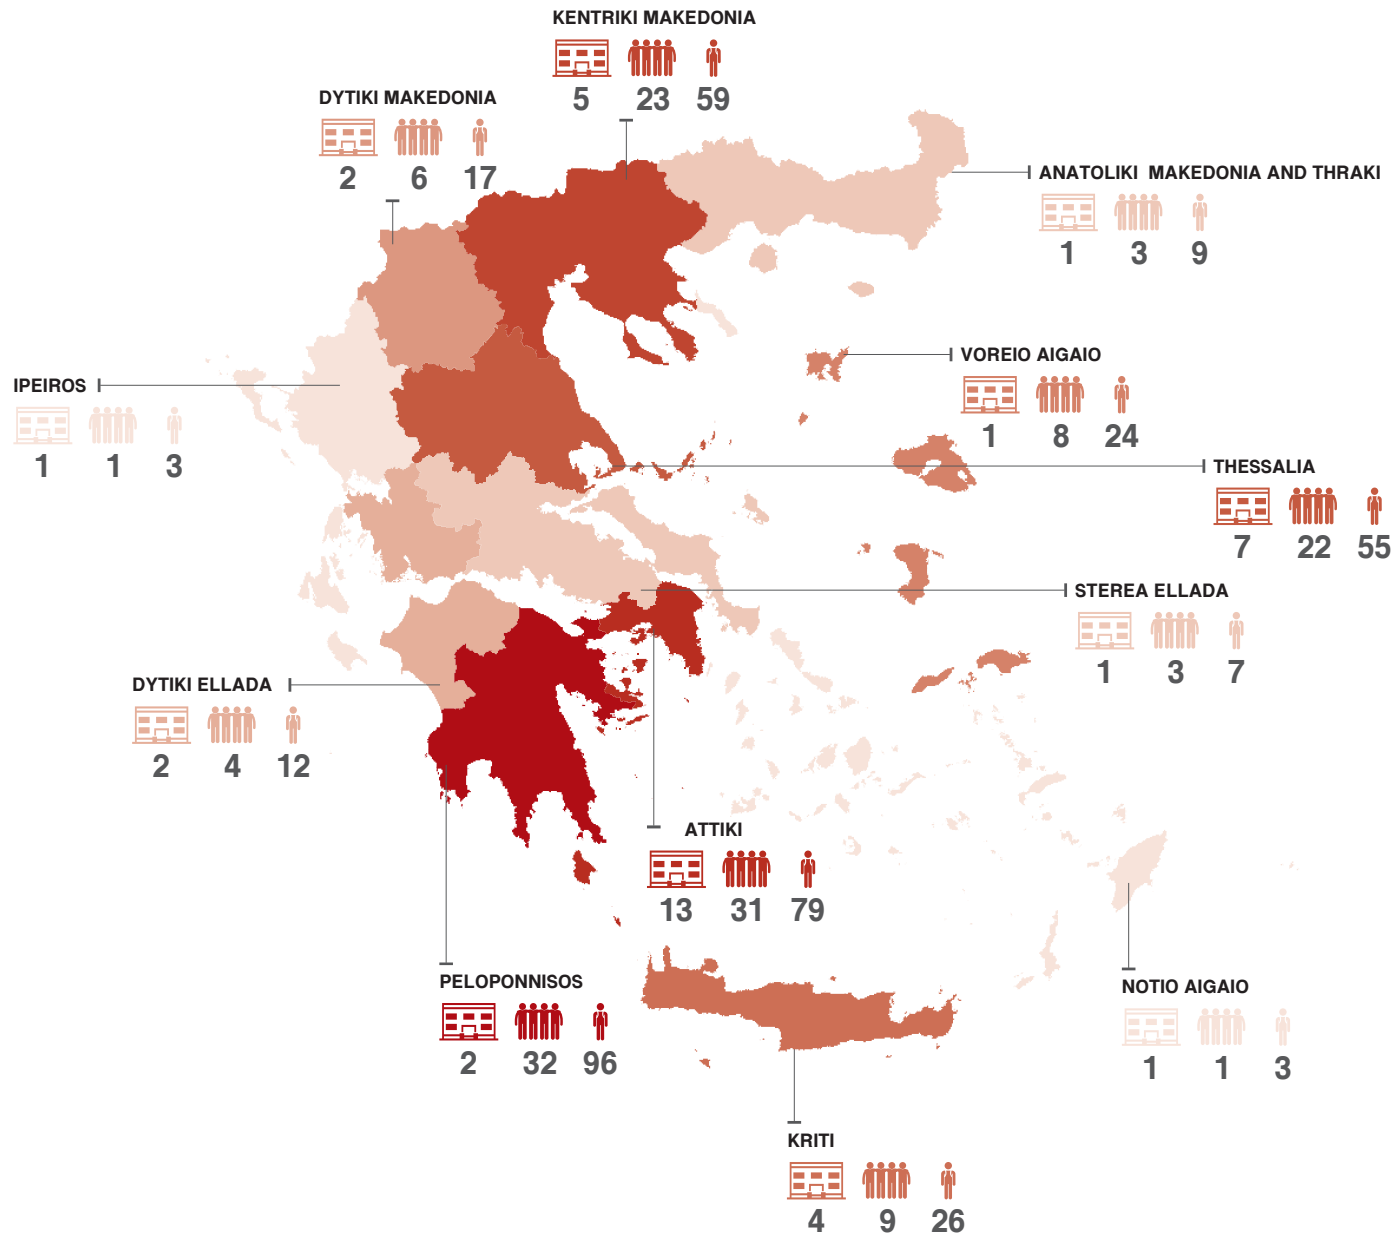 KENTRIKI MAKEDONIA
5 23 59
DYTIKI MAKEDONIA
2 6 17
ANATOLIKI MAKEDONIA AND THRAKI
1 3 9
VOREIO AIGAIO
1 8 24
IPEIROS
1 1 3
THESSALIA
7 22 55
STEREA ELLADA
1 3 7
DYTIKI ELLADA
2 4 12
ATTIKI
13 31 79
PELOPONNISOS
2 32 96
NOTIO AIGAIO
1 1 3
KRITI
4 9 26